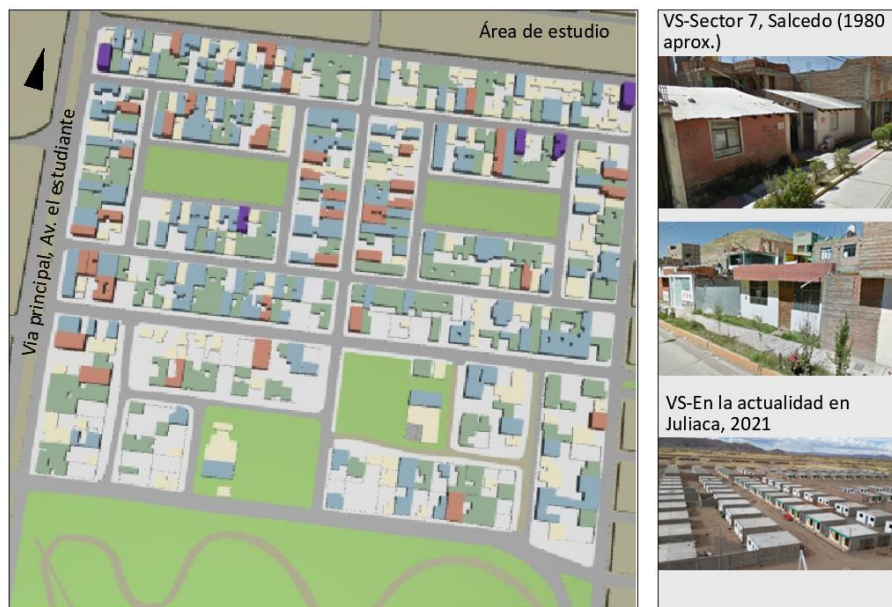 Área de estudio
Via principal, Av. el estudiante
VS-Sector 7, Salcedo (1980
aprox.)
VS-En la actualidad en
Juliaca, 2021